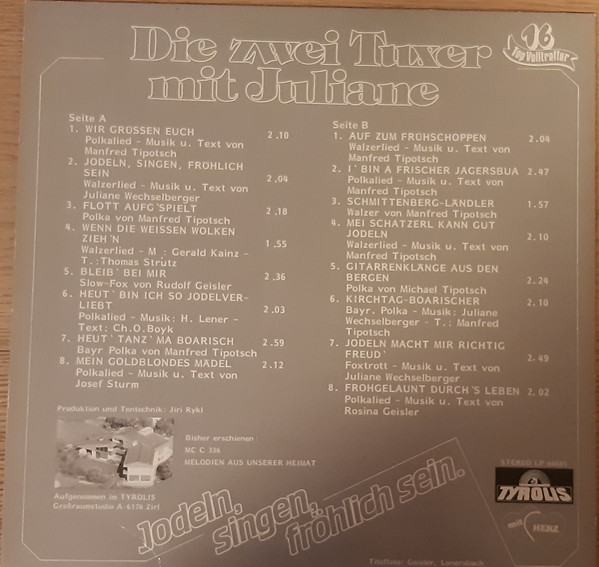 Die zwei Tuxer
mit Juliane
16
Top Volltreffer
Seite A
1. WIR GRÜSSEN EUCH 2.10
Polkalied - Musik u. Text von
Manfred Tipotsch
2. JODELN, SINGEN, FRÖHLICH
SEIN 2.04
Walzerlied - Musik u. Text von
Juliane Wechselberger
3. FLOTT AUFG'SPIELT 2.18
Polka von Manfred Tipotsch
4. WENN DIE WEISSEN WOLKEN
ZIEH'N 1.55
Walzerlied - M : Gerald Kainz -
T.:Thomas Strutz
5. BLEIB' BEI MIR 2.36
Slow-Fox von Rudolf Geisler
6. HEUT' BIN ICH SO JODELVER-
LIEBT 2.03
Polkalied - Musik: H. Lener -
Text: Ch.O.Boyk
7. HEUT' TANZ' MA BOARISCH 2.59
Bayr Polka von Manfred Tipotsch
8. MEIN GOLDBLONDES MÄDEL 2.12
Polkalied - Musik u. Text von
Josef Sturm
Seite B
1. AUF ZUM FRÜHSCHOPPEN 2.04
Walzerlied - Musik u. Text von
Manfred Tipotsch
2. I' BIN A FRISCHER JAGERSBUA 2.47
Polkalied - Musik u. Text von
Manfred Tipotsch
3. SCHMITTENBERG-LÄNDLER 1.57
Walzer von Manfred Tipotsch
4. MEI SCHATZERL KANN GUT
JODELN 2.10
Walzerlied - Musik u. Text von
Manfred Tipotsch
5. GITARRENKLÄNGE AUS DEN
BERGEN 2.24
Polka von Michael Tipotsch
6. KIRCHTAG-BOARISCHER 2.10
Bayr. Polka - Musik: Juliane
Wechselberger - T.: Manfred
Tipotsch
7. JODELN MACHT MIR RICHTIG
FREUD' 2.49
Foxtrott - Musik u. Text von
Juliane Wechselberger
8. FROHGELAUNT DURCH'S LEBEN 2.02
Polkalied - Musik u. Text von
Rosina Geisler
Produktion und Tontechnik: Jiri Rykl
Bisher erschienen :
MC C 336
MELODIEN AUS UNSERER HEIMAT
Aufgenommen im TYROLIS
Großraumstudio A-6170 Zirl
Jodeln,
singen,
fröhlich sein.
STEREO LP
TYROLIS
mit HERZ
Titelfoto: Geisler, Lanersbach